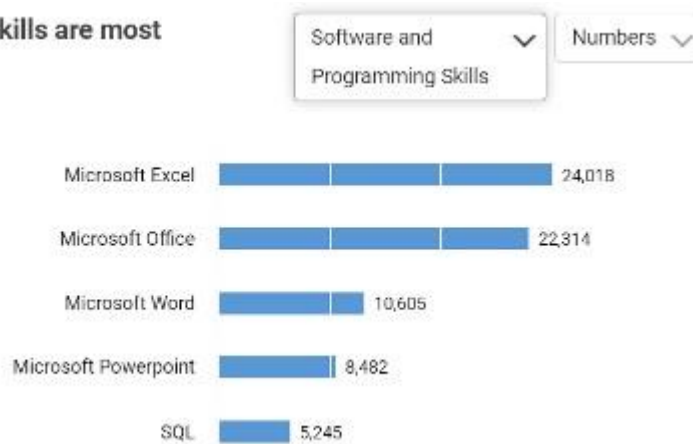 kills are most
Software and
Programming Skills
Numbers
Microsoft Excel 24,018
Microsoft Office 22,314
Microsoft Word 10,605
Microsoft Powerpoint 8,482
SQL 5,245